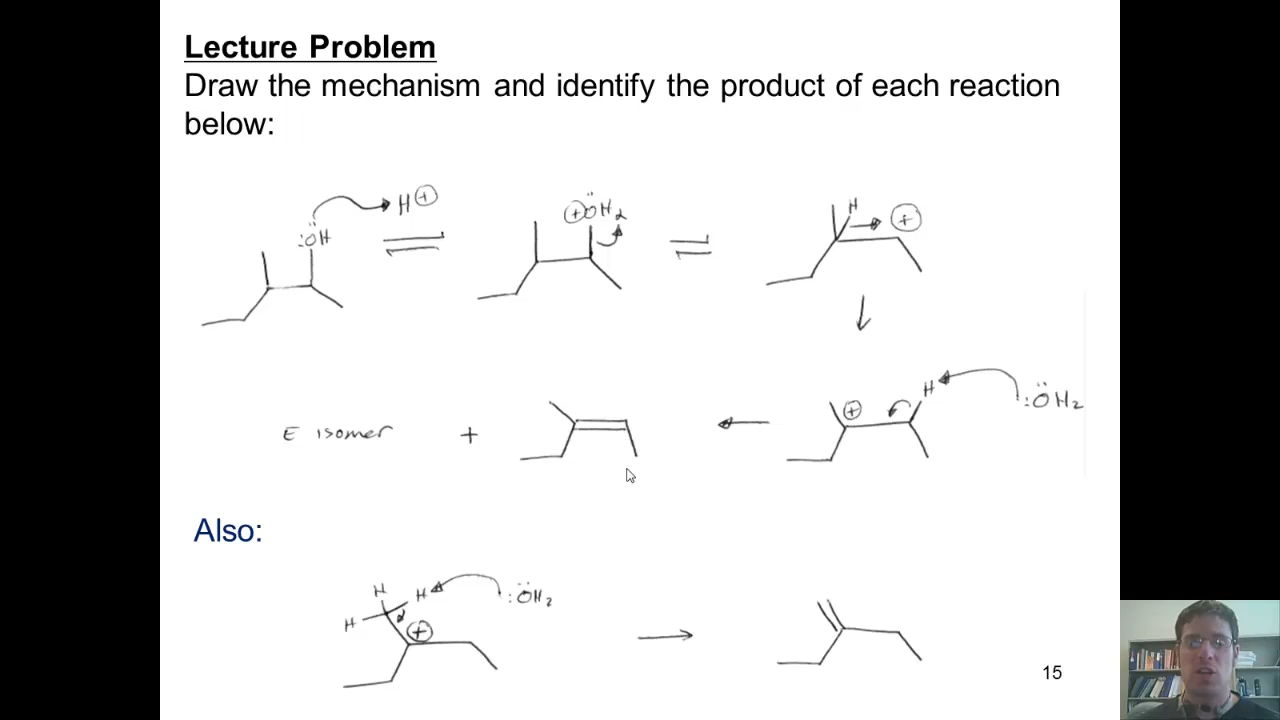 Lecture Problem
Draw the mechanism and identify the product of each reaction
below:
:ÖH
H⊕
⊕ÖH₂
H
⊕
⊕
H
:ÖH₂
E isomer
+
Also:
H
H
H
⊕
:ÖH₂
15